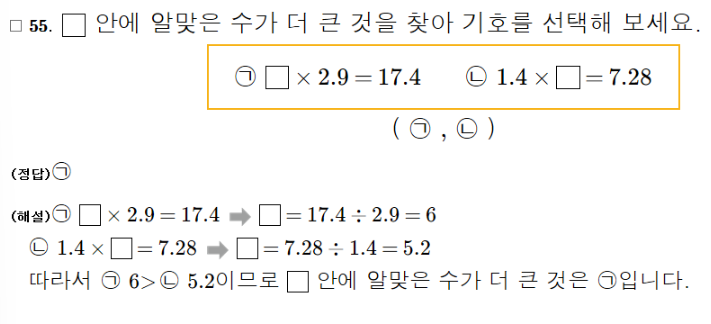 □ 55. □ 안에 알맞은 수가 더 큰 것을 찾아 기호를 선택해 보세요.
㉠ □ × 2.9 = 17.4 ㉡ 1.4 × □ = 7.28
( ㉠ , ㉡ )
(정답)㉠
(해설)㉠ □ × 2.9 = 17.4 ➡ □ = 17.4 ÷ 2.9 = 6
㉡ 1.4 × □ = 7.28 ➡ □ = 7.28 ÷ 1.4 = 5.2
따라서 ㉠ 6 > ㉡ 5.2이므로 □ 안에 알맞은 수가 더 큰 것은 ㉠입니다.